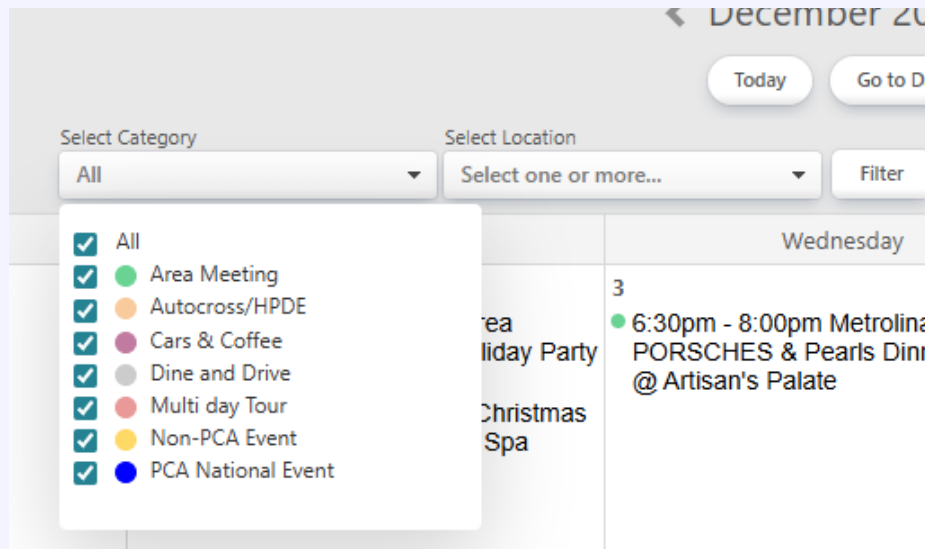 December 20
Today
Go to D
Select Category
Select Location
All
Select one or more...
Filter
All
Area Meeting
Autocross/HPDE
Cars & Coffee
Dine and Drive
Multi day Tour
Non-PCA Event
PCA National Event
rea
liday Party
Christmas
Spa
Wednesday
3
6:30pm - 8:00pm Metrolina
PORSCHES & Pearls Din
@ Artisan's Palate